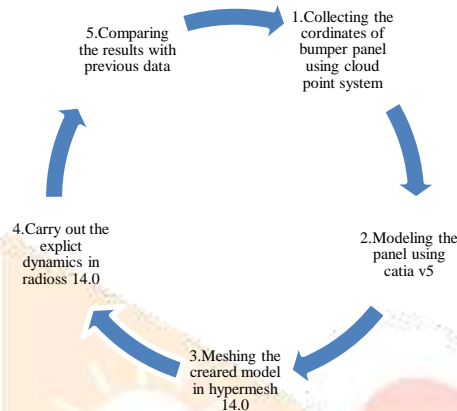 1.Collecting the
cordinates of
bumper panel
using cloud
point system
2.Modeling the
panel using
catia v5
3.Meshing the
creared model
in hypermesh
14.0
4.Carry out the
explict
dynamics in
radioss 14.0
5.Comparing
the results with
previous data